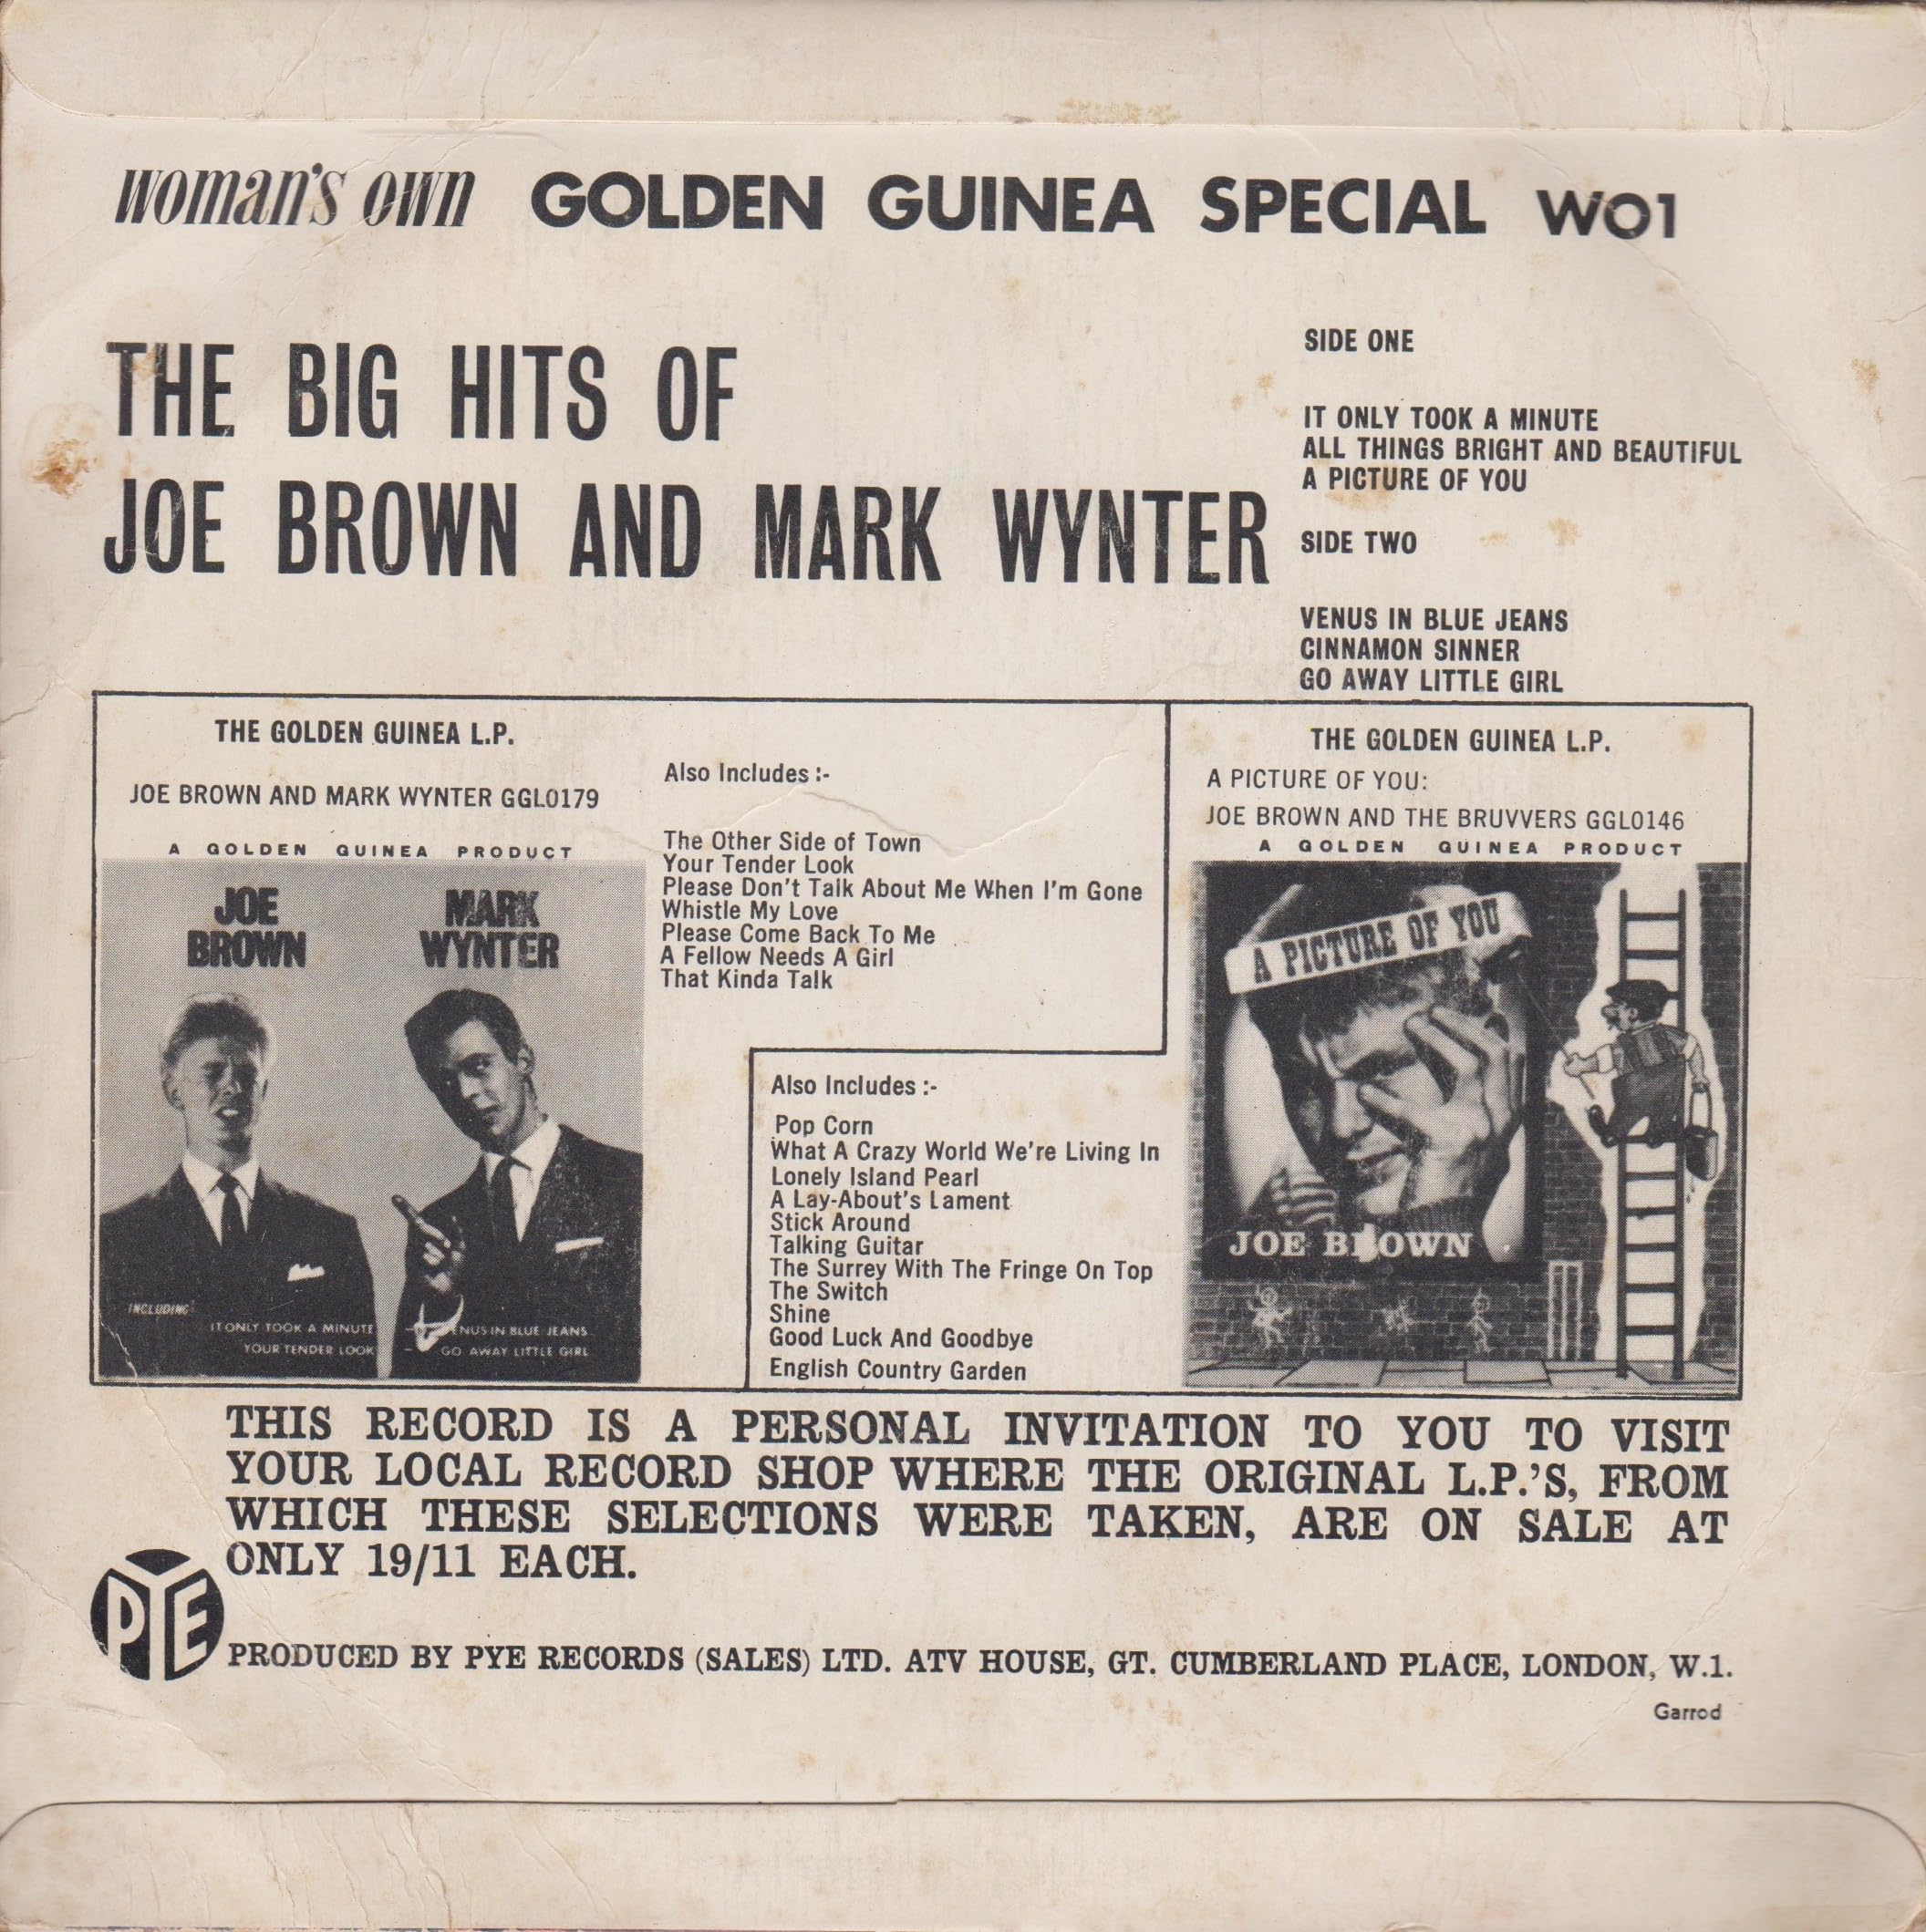 woman's own GOLDEN GUINEA SPECIAL WO1
THE BIG HITS OF
JOE BROWN AND MARK WYNTER
SIDE ONE
IT ONLY TOOK A MINUTE
ALL THINGS BRIGHT AND BEAUTIFUL
A PICTURE OF YOU
SIDE TWO
VENUS IN BLUE JEANS
CINNAMON SINNER
GO AWAY LITTLE GIRL
THE GOLDEN GUINEA L.P.
JOE BROWN AND MARK WYNTER GGL0179
A GOLDEN GUINEA PRODUCT
JOE
BROWN
MARK
WYNTER
INCLUDING
IT ONLY TOOK A MINUTE
YOUR TENDER LOOK
ENUS IN BLUE JEANS
GO AWAY LITTLE GIRL
Also Includes :-
The Other Side of Town
Your Tender Look
Please Don't Talk About Me When I'm Gone
Whistle My Love
Please Come Back To Me
A Fellow Needs A Girl
That Kinda Talk
THE GOLDEN GUINEA L.P.
A PICTURE OF YOU:
JOE BROWN AND THE BRUVVERS GGL0146
A GOLDEN GUINEA PRODUCT
A PICTURE OF YOU
JOE BROWN
Also Includes :-
Pop Corn
What A Crazy World We're Living In
Lonely Island Pearl
A Lay-About's Lament
Stick Around
Talking Guitar
The Surrey With The Fringe On Top
The Switch
Shine
Good Luck And Goodbye
English Country Garden
THIS RECORD IS A PERSONAL INVITATION TO YOU TO VISIT
YOUR LOCAL RECORD SHOP WHERE THE ORIGINAL L.P.'S, FROM
WHICH THESE SELECTIONS WERE TAKEN, ARE ON SALE AT
ONLY 19/11 EACH.
PYE
PRODUCED BY PYE RECORDS (SALES) LTD. ATV HOUSE, GT. CUMBERLAND PLACE, LONDON, W.1.
Garrod